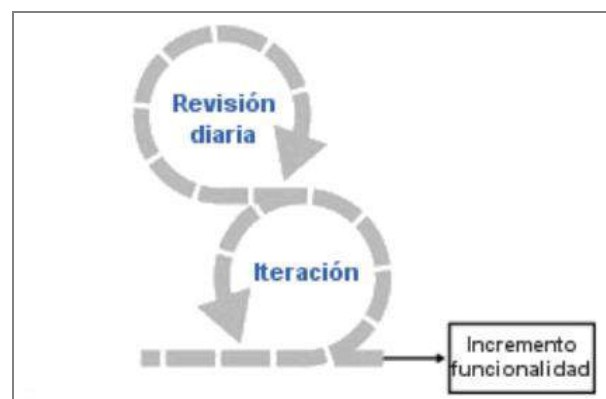 Revisión
diaria
Iteración
Incremento
funcionalidad